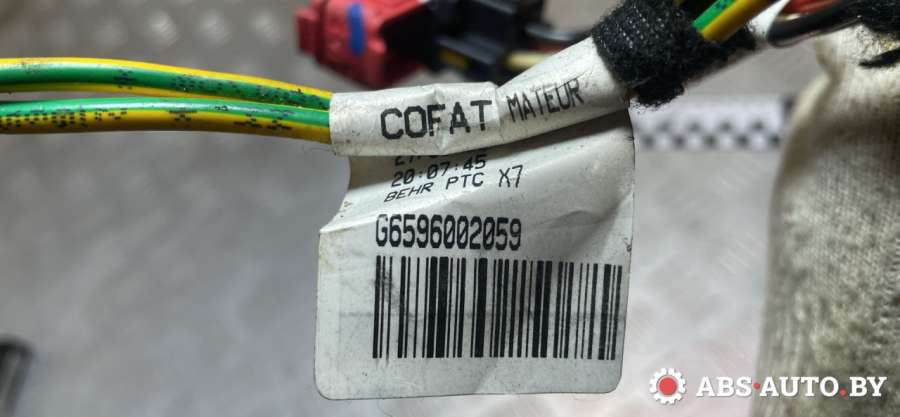 COFAT MATEUR
20:07:45
BEHR PTC X7
G6596002059
ABS-AUTO.BY